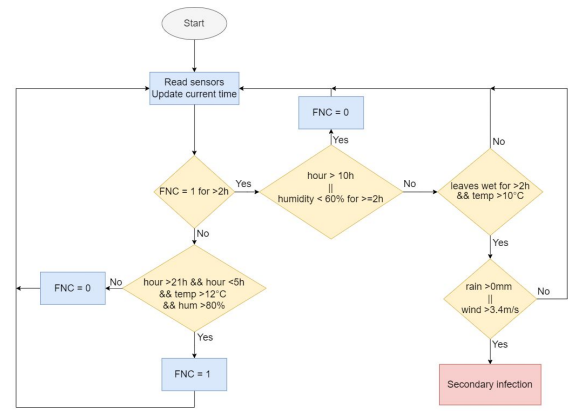 Start
Read sensors
Update current time
FNC = 0
Yes
No
FNC = 1 for >2h
Yes
hour > 10h
||
humidity < 60% for >=2h
No
leaves wet for >2h
&& temp >10°C
No
Yes
FNC = 0
No
hour >21h && hour <5h
&& temp >12°C
&& hum >80%
rain >0mm
||
wind >3.4m/s
No
Yes
Yes
FNC = 1
Secondary infection